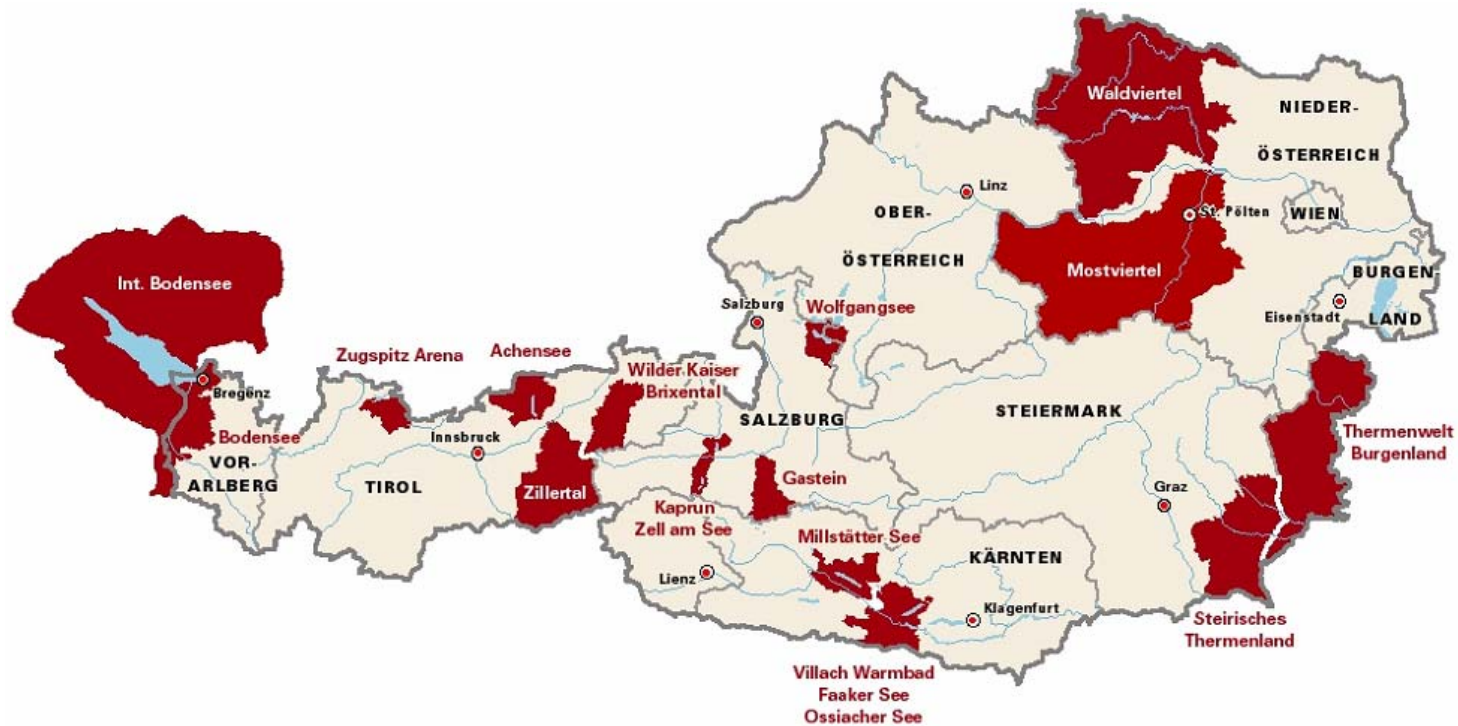 Waldviertel
NIEDER-
ÖSTERREICH
Linz
OBER-
ÖSTERREICH
St. Pölten
WIEN
Mostviertel
BURGEN-
LAND
Eisenstadt
Int. Bodensee
Salzburg
Wolfgangsee
Zugspitz Arena
Achensee
Wilder Kaiser
Brixental
Bregenz
Bodensee
VOR-
ARLBERG
Innsbruck
TIROL
Zillertal
SALZBURG
STEIERMARK
Gastein
Kaprun
Zell am See
Graz
Thermenwelt
Burgenland
Millstätter See
KÄRNTEN
Lienz
Klagenfurt
Steirisches
Thermenland
Villach Warmbad
Faaker See
Ossiacher See